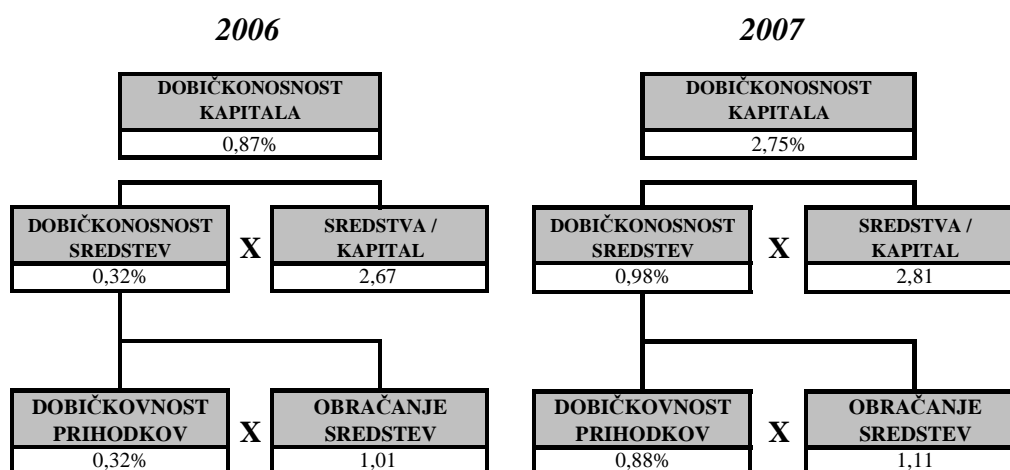 2006
DOBIČKONOSNOST
KAPITALA
0,87%
DOBIČKONOSNOST
SREDSTEV
0,32%
X
SREDSTVA /
KAPITAL
2,67
DOBIČKOVNOST
PRIHODKOV
0,32%
X
OBRAČANJE
SREDSTEV
1,01
2007
DOBIČKONOSNOST
KAPITALA
2,75%
DOBIČKONOSNOST
SREDSTEV
0,98%
X
SREDSTVA /
KAPITAL
2,81
DOBIČKOVNOST
PRIHODKOV
0,88%
X
OBRAČANJE
SREDSTEV
1,11